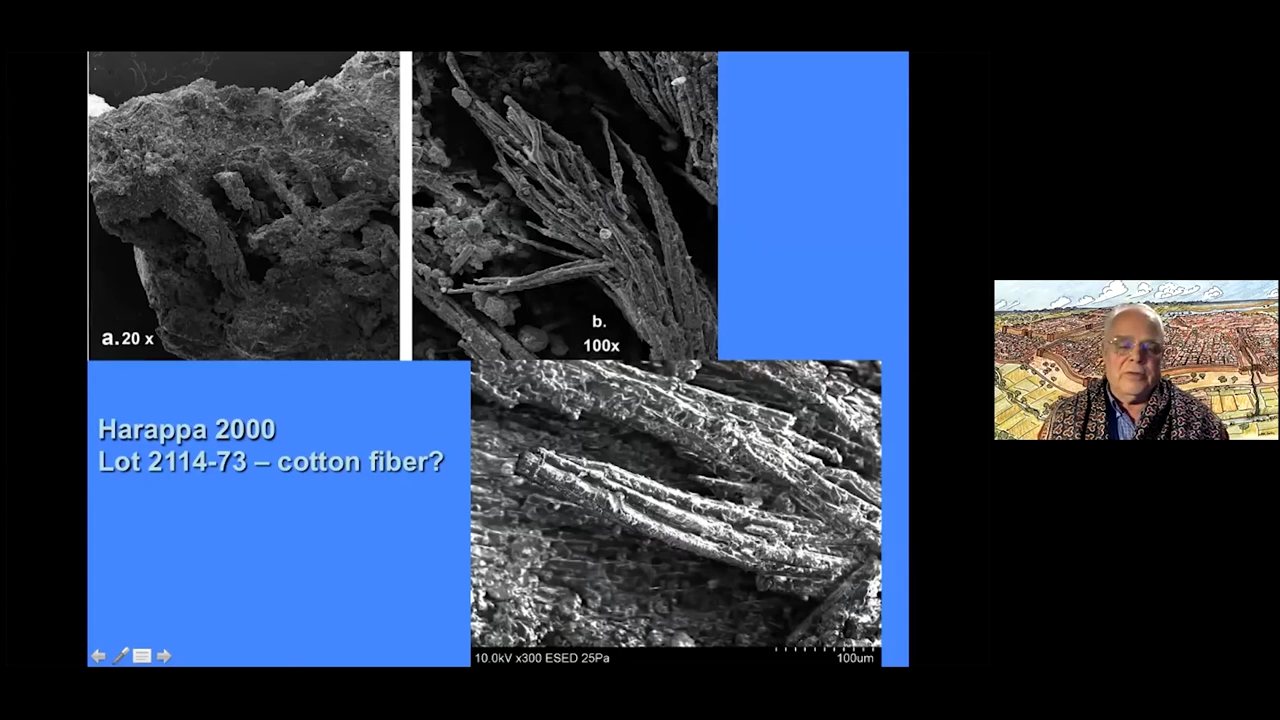 a. 20 x
b.
100x
Harappa 2000
Lot 2114-73 – cotton fiber?
10.0kV x300 ESED 25Pa
100um